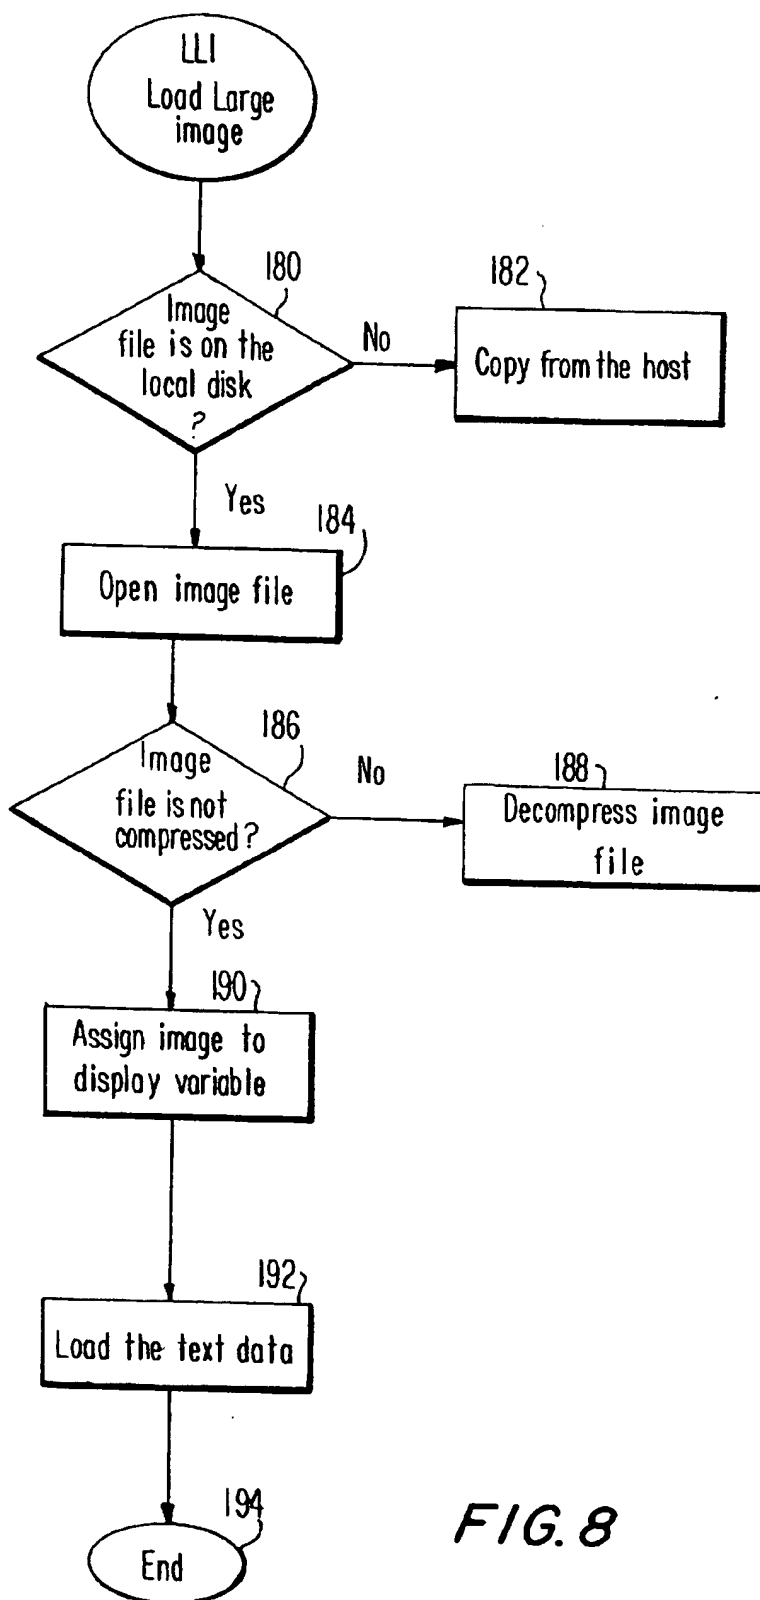 LLI
Load Large
image
180
Image
file is on the
local disk
?
No
182
Copy from the host
Yes
184
Open image file
186
Image
file is not
compressed?
No
188
Decompress image
file
Yes
190
Assign image to
display variable
192
Load the text data
194
End
FIG. 8